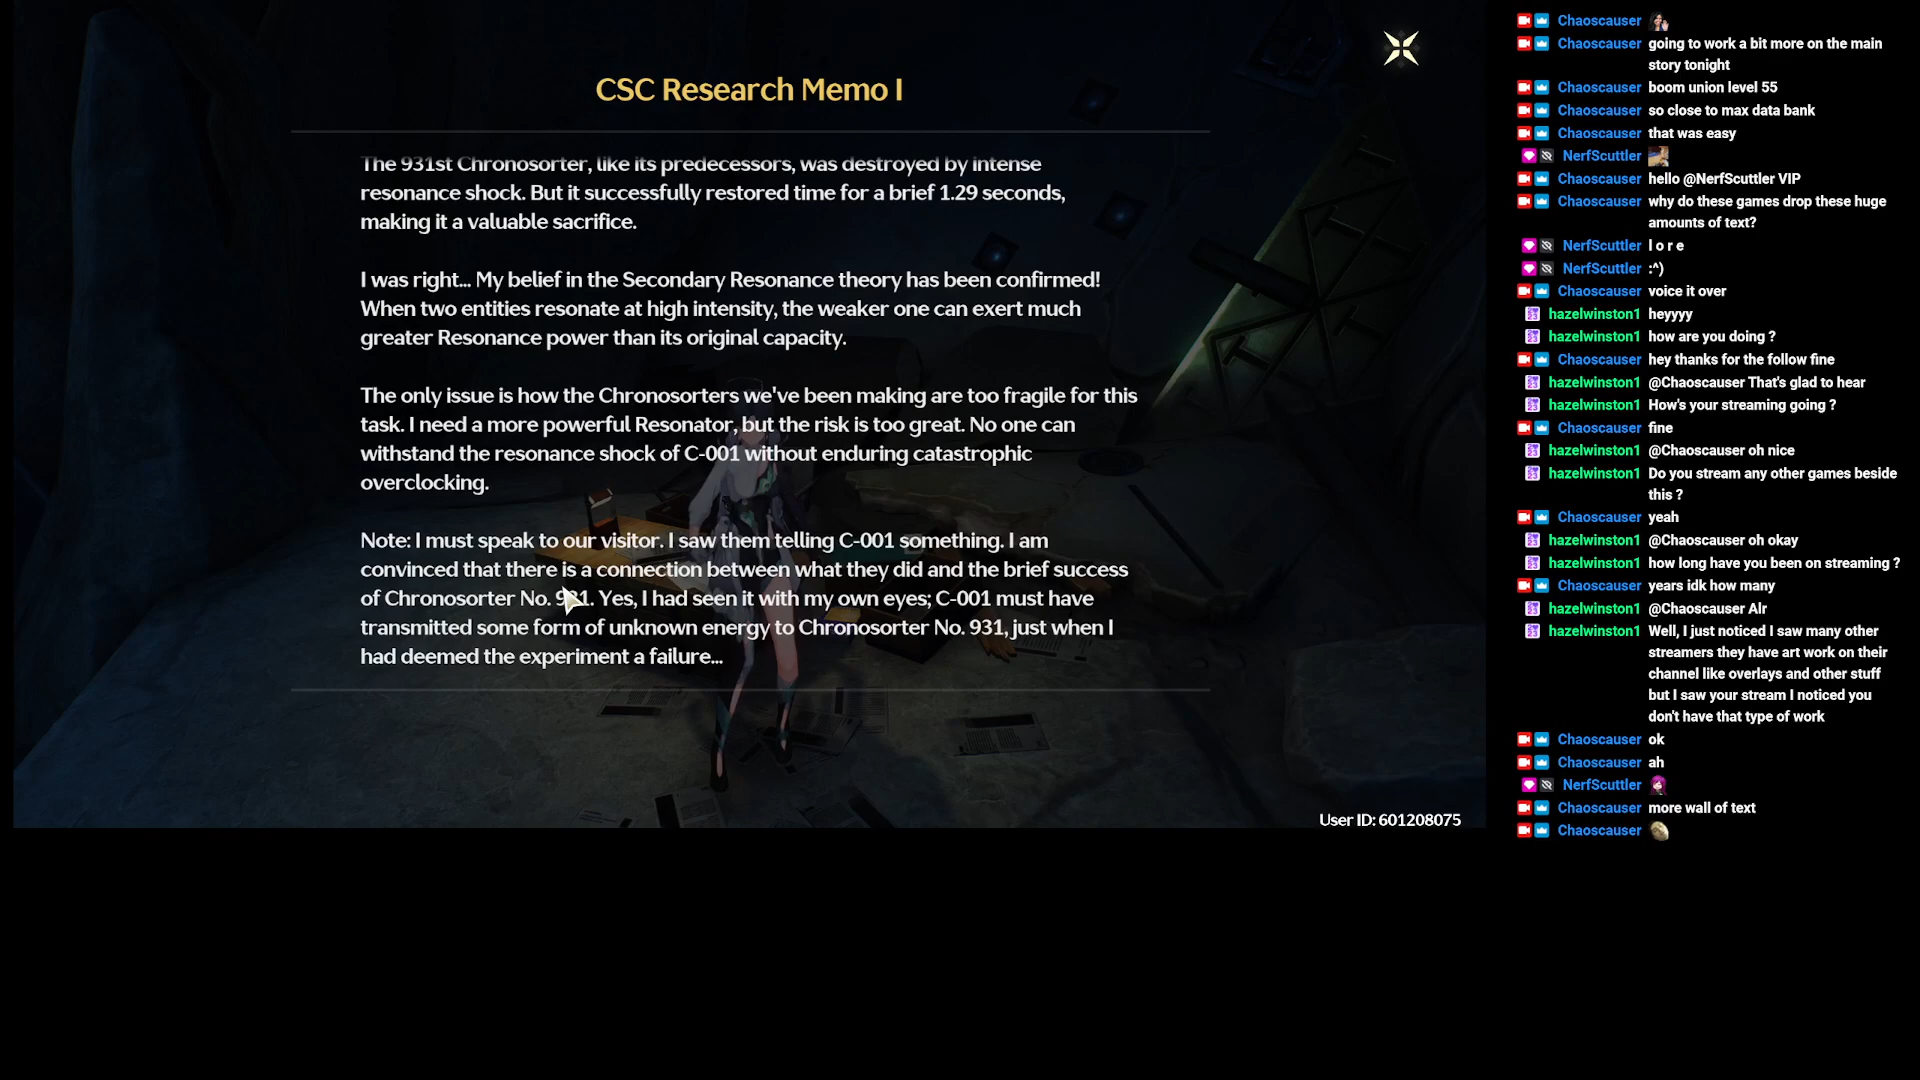 CSC Research Memo I
The 931st Chronosorter, like its predecessors, was destroyed by intense
resonance shock. But it successfully restored time for a brief 1.29 seconds,
making it a valuable sacrifice.
I was right... My belief in the Secondary Resonance theory has been confirmed!
When two entities resonate at high intensity, the weaker one can exert much
greater Resonance power than its original capacity.
The only issue is how the Chronosorters we've been making are too fragile for this
task. I need a more powerful Resonator, but the risk is too great. No one can
withstand the resonance shock of C-001 without enduring catastrophic
overclocking.
Note: I must speak to our visitor. I saw them telling C-001 something. I am
convinced that there is a connection between what they did and the brief success
of Chronosorter No. 931. Yes, I had seen it with my own eyes; C-001 must have
transmitted some form of unknown energy to Chronosorter No. 931, just when I
had deemed the experiment a failure...
User ID: 601208075
Chaoscauser
Chaoscauser going to work a bit more on the main
story tonight
Chaoscauser boom union level 55
Chaoscauser so close to max data bank
Chaoscauser that was easy
NerfScuttler
Chaoscauser hello @NerfScuttler VIP
Chaoscauser why do these games drop these huge
amounts of text?
NerfScuttler l o r e
NerfScuttler :^)
Chaoscauser voice it over
hazelwinston1 heyyyy
hazelwinston1 how are you doing ?
Chaoscauser hey thanks for the follow fine
hazelwinston1 @Chaoscauser That's glad to hear
hazelwinston1 How's your streaming going ?
Chaoscauser fine
hazelwinston1 @Chaoscauser oh nice
hazelwinston1 Do you stream any other games beside
this ?
Chaoscauser yeah
hazelwinston1 @Chaoscauser oh okay
hazelwinston1 how long have you been on streaming ?
Chaoscauser years idk how many
hazelwinston1 @Chaoscauser Alr
hazelwinston1 Well, I just noticed I saw many other
streamers they have art work on their
channel like overlays and other stuff
but I saw your stream I noticed you
don't have that type of work
Chaoscauser ok
Chaoscauser ah
NerfScuttler
Chaoscauser more wall of text
Chaoscauser